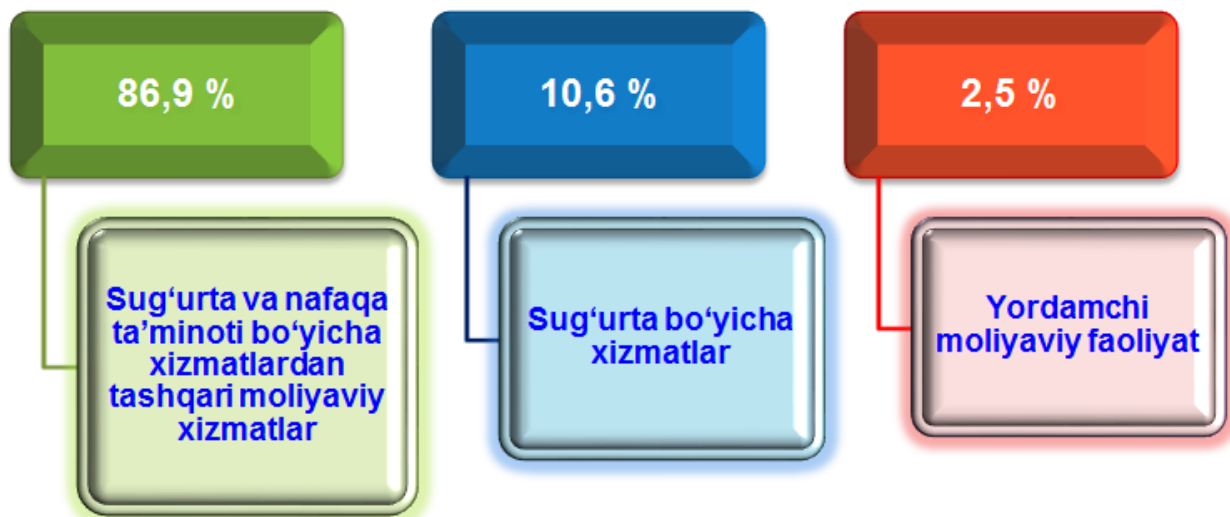 86,9 %
10,6 %
2,5 %
Sug‘urta va nafaqa
ta’minoti bo‘yicha
xizmatlardan
tashqari moliyaviy
xizmatlar
Sug‘urta bo‘yicha
xizmatlar
Yordamchi
moliyaviy faoliyat